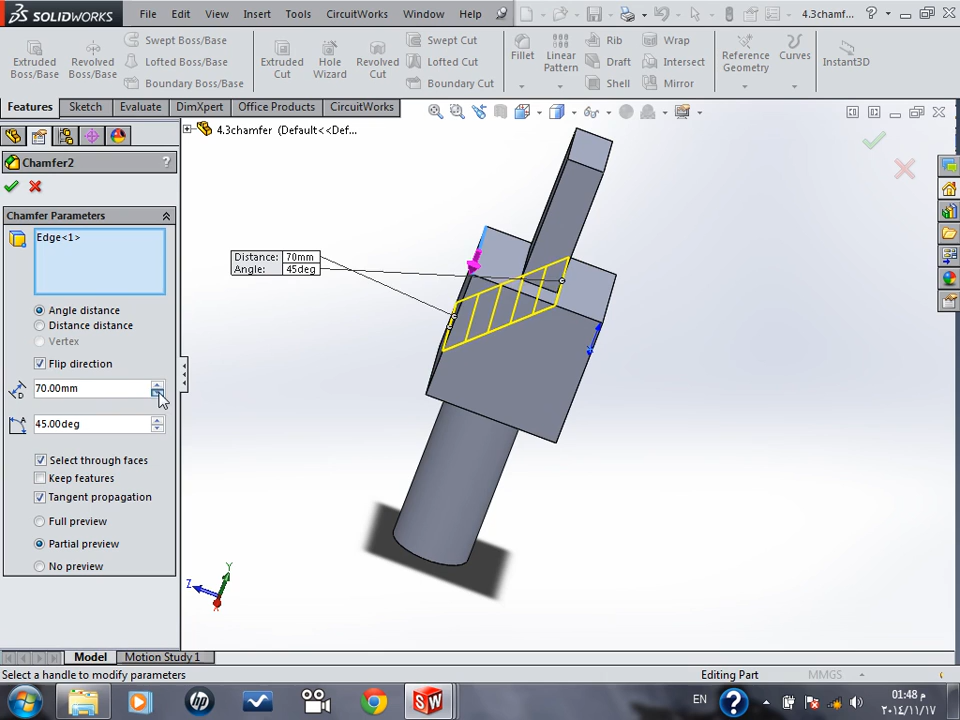 SOLIDWORKS
File Edit View Insert Tools CircuitWorks Window Help
4.3chamf...
Extruded Boss/Base
Revolved Boss/Base
Swept Boss/Base
Lofted Boss/Base
Boundary Boss/Base
Extruded Cut
Hole Wizard
Revolved Cut
Swept Cut
Lofted Cut
Boundary Cut
Fillet
Linear Pattern
Rib
Draft
Shell
Wrap
Intersect
Mirror
Reference Geometry
Curves
Instant3D
Features Sketch Evaluate DimXpert Office Products CircuitWorks
4.3chamfer (Default<<Def...
Chamfer2 ?
Chamfer Parameters
Edge<1>
Angle distance
Distance distance
Vertex
Flip direction
70.00mm
45.00deg
Select through faces
Keep features
Tangent propagation
Full preview
Partial preview
No preview
Distance: 70mm
Angle: 45deg
Y
Z
X
Model Motion Study 1
Select a handle to modify parameters Editing Part MMGS
EN
01:48 م
٢٠١٤/١١/١٧